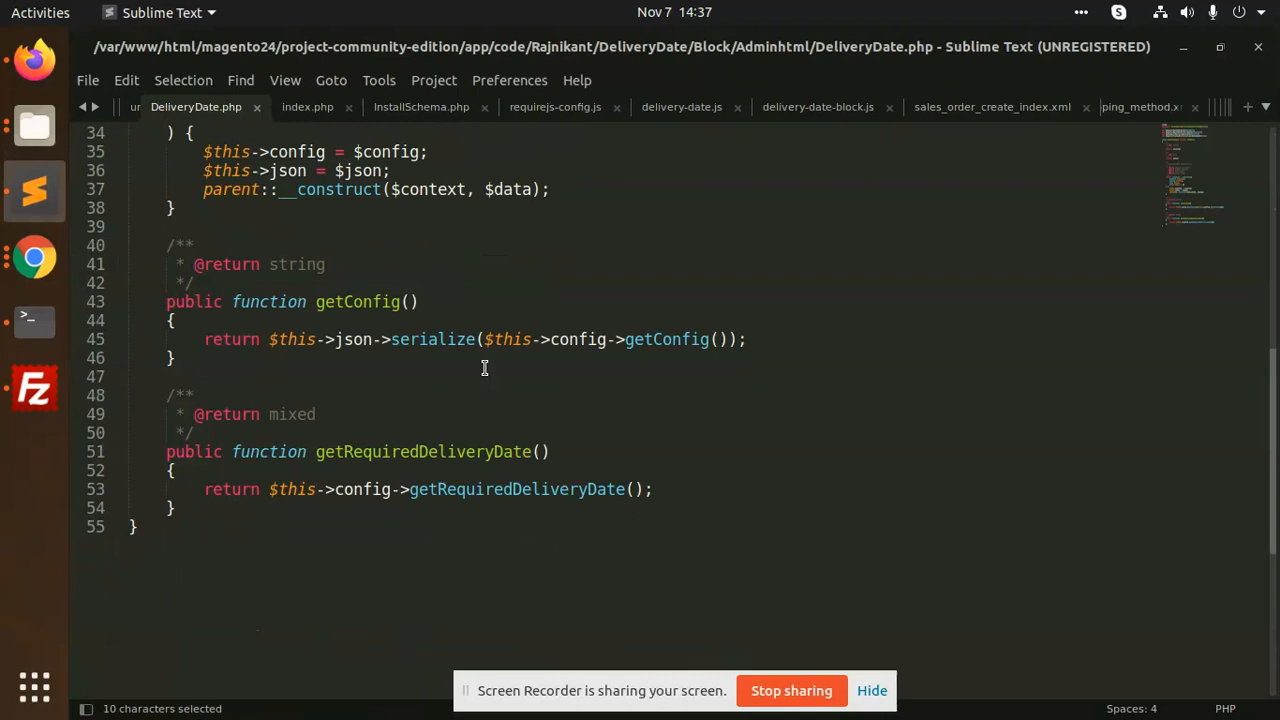 Activities Sublime Text Nov 7 14:37
/var/www/html/magento24/project-community-edition/app/code/Rajnikant/DeliveryDate/Block/Adminhtml/DeliveryDate.php - Sublime Text (UNREGISTERED)
File Edit Selection Find View Goto Tools Project Preferences Help
ur DeliveryDate.php index.php InstallSchema.php requirejs-config.js delivery-date.js delivery-date-block.js sales_order_create_index.xml ping_method.x
34 ) {
35 $this->config = $config;
36 $this->json = $json;
37 parent::__construct($context, $data);
38 }
39
40 /**
41 * @return string
42 */
43 public function getConfig()
44 {
45 return $this->json->serialize($this->config->getConfig());
46 }
47
48 /**
49 * @return mixed
50 */
51 public function getRequiredDeliveryDate()
52 {
53 return $this->config->getRequiredDeliveryDate();
54 }
55 }
Screen Recorder is sharing your screen. Stop sharing Hide
10 characters selected Spaces: 4 PHP